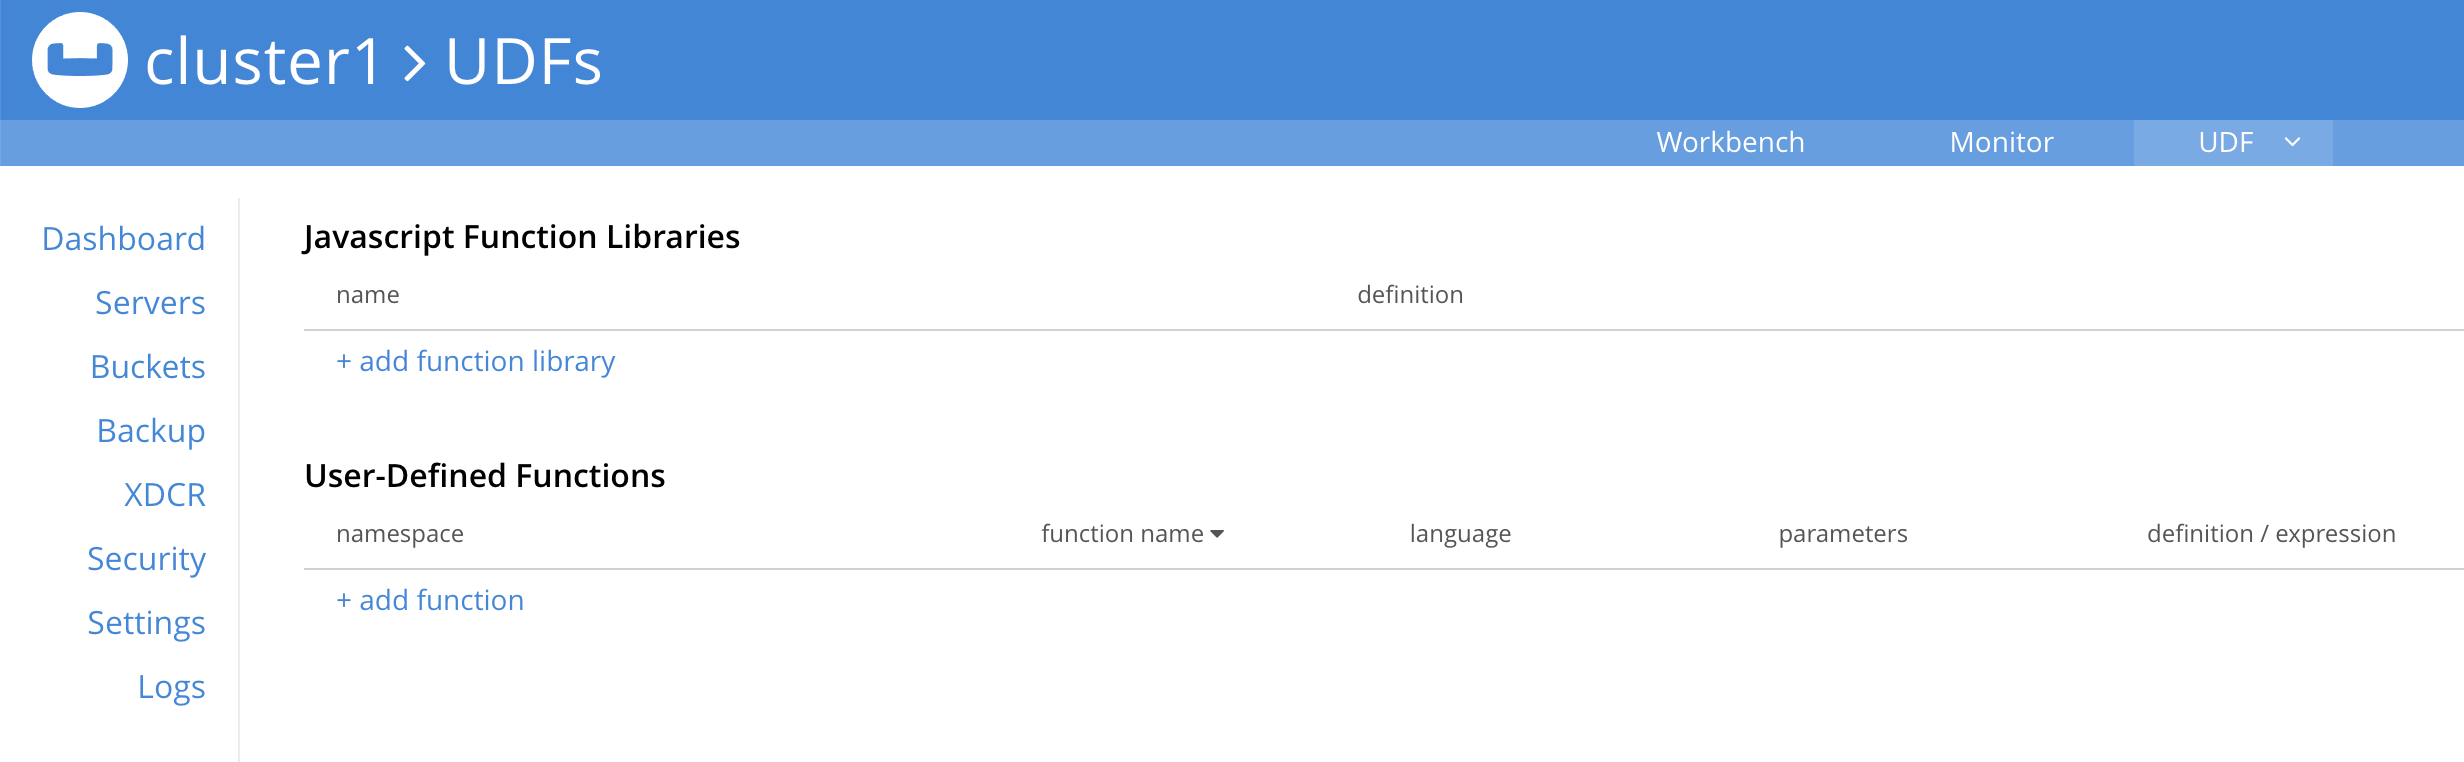 cluster1 > UDFs
Workbench Monitor UDF
Dashboard
Servers
Buckets
Backup
XDCR
Security
Settings
Logs
Javascript Function Libraries
name definition
+ add function library
User-Defined Functions
namespace function name language parameters definition / expression
+ add function